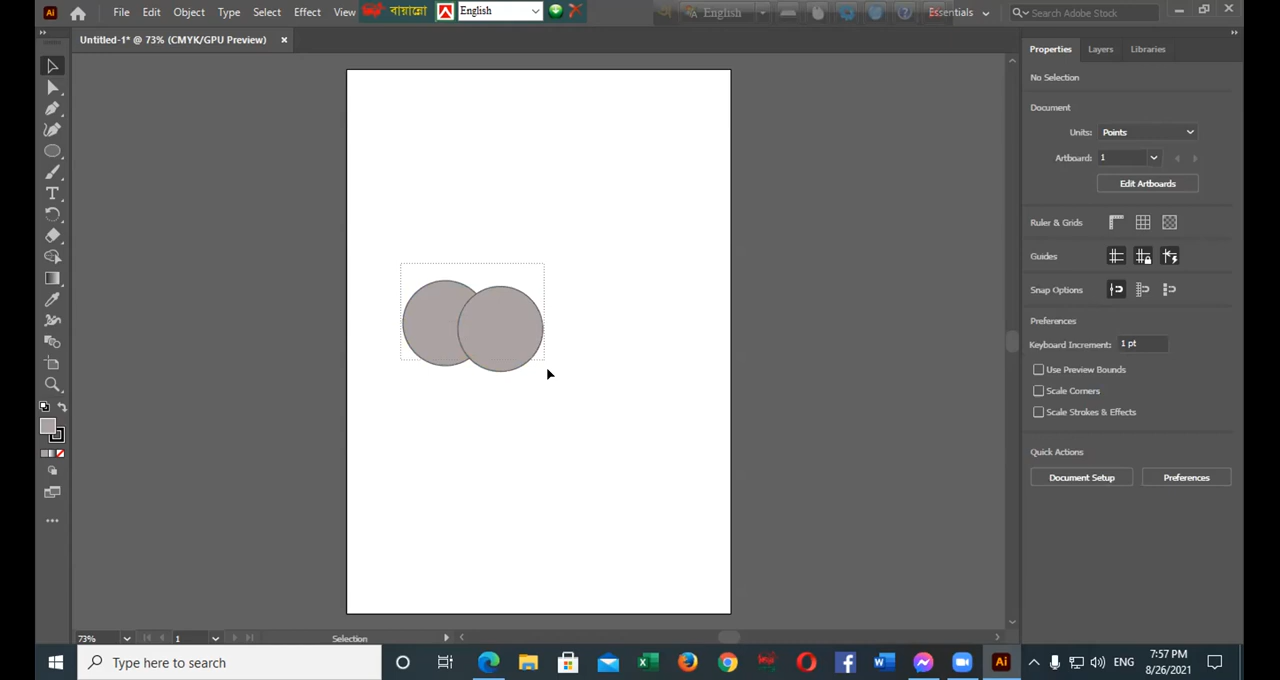 File Edit Object Type Select Effect View বায়ান্নো English English Essentials Search Adobe Stock
Untitled-1* @ 73% (CMYK/GPU Preview)
Properties Layers Libraries
No Selection
Document
Units: Points
Artboard: 1
Edit Artboards
Ruler & Grids
Guides
Snap Options
Preferences
Keyboard Increment: 1 pt
Use Preview Bounds
Scale Corners
Scale Strokes & Effects
Quick Actions
Document Setup Preferences
73% 1 Selection
Type here to search
ENG 7:57 PM
8/26/2021